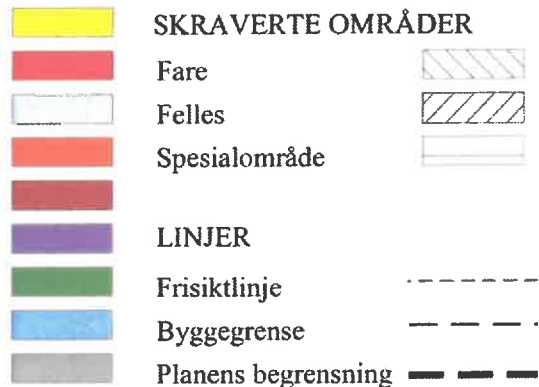 SKRAVERTE OMRÅDER
Fare
Felles
Spesialområde
LINJER
Frisiktlinje
Byggegrense
Planens begrensning